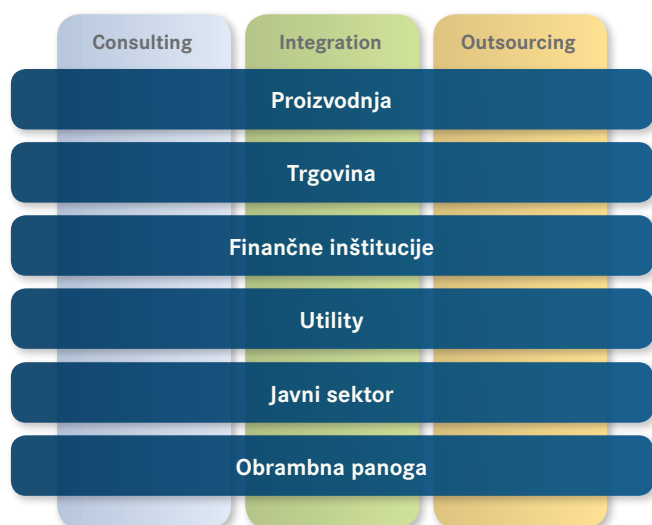 Consulting Integration Outsourcing
Proizvodnja
Trgovina
Finančne inštitucije
Utility
Javni sektor
Obrambna panoga